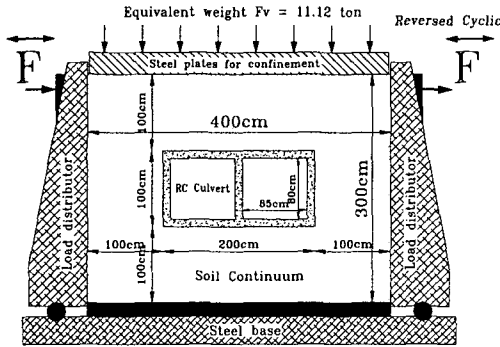 Equivalent weight Fv = 11.12 ton
Reversed Cyclic
F
F
Steel plates for confinement
100cm
400cm
Load distributor
100cm
RC Culvert
80cm
85cm
300cm
Load distributor
100cm
200cm
100cm
100cm
Soil Continuum
Steel base